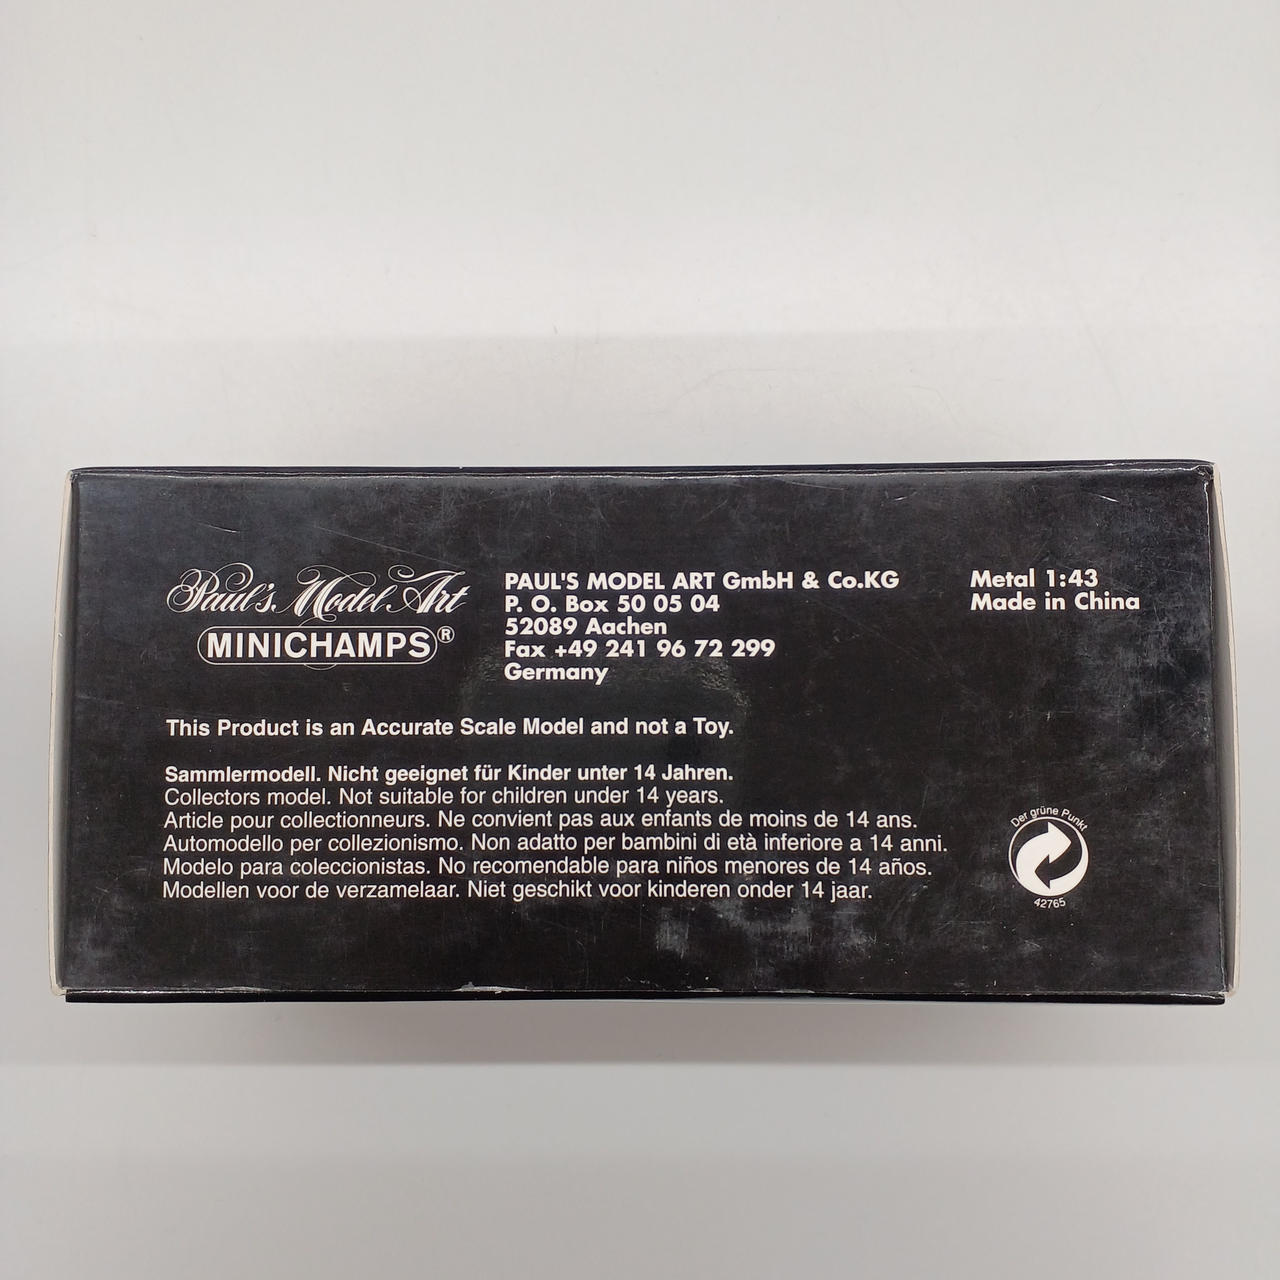 Paul's Model Art
MINICHAMPS®
PAUL'S MODEL ART GmbH & Co.KG
P. O. Box 50 05 04
52089 Aachen
Fax +49 241 96 72 299
Germany
Metal 1:43
Made in China
This Product is an Accurate Scale Model and not a Toy.
Sammlermodell. Nicht geeignet für Kinder unter 14 Jahren.
Collectors model. Not suitable for children under 14 years.
Article pour collectionneurs. Ne convient pas aux enfants de moins de 14 ans.
Automodello per collezionismo. Non adatto per bambini di età inferiore a 14 anni.
Modelo para coleccionistas. No recomendable para niños menores de 14 años.
Modellen voor de verzamelaar. Niet geschikt voor kinderen onder 14 jaar.
Der grüne Punkt
42765